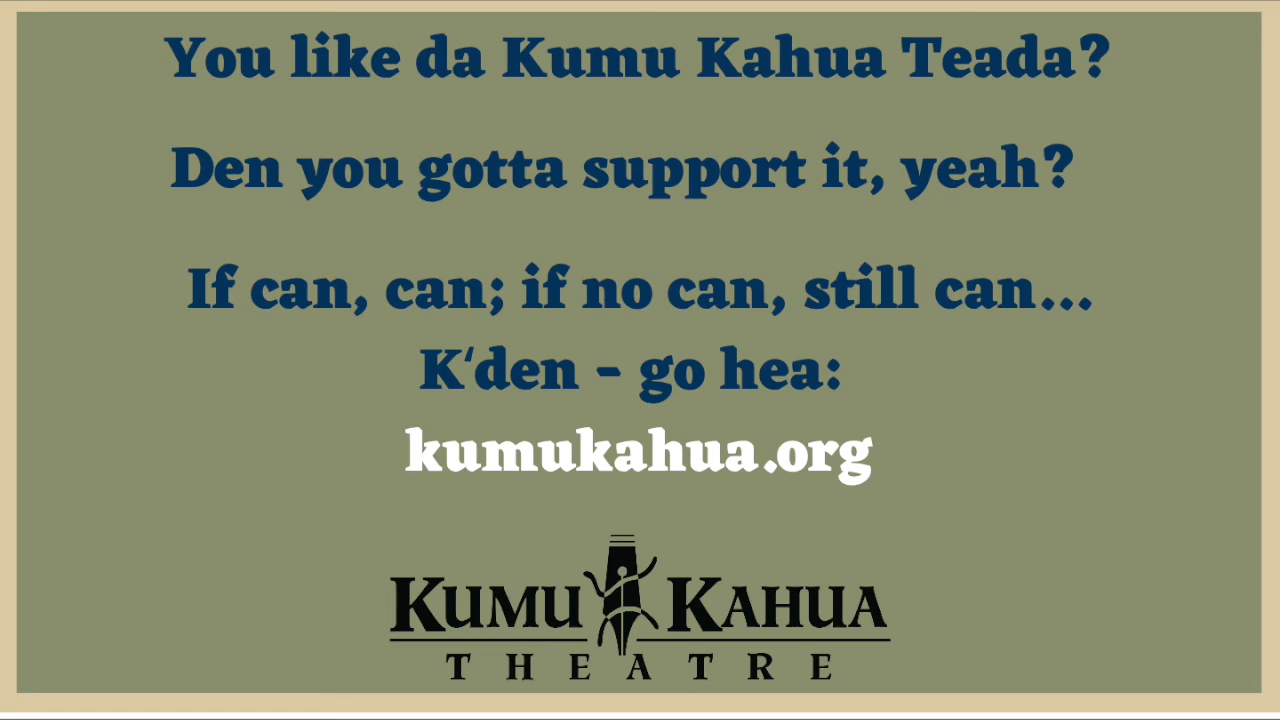 You like da Kumu Kahua Teada?
Den you gotta support it, yeah?
If can, can; if no can, still can...
Kʻden - go hea:
kumukahua.org
KUMU KAHUA
THEATRE